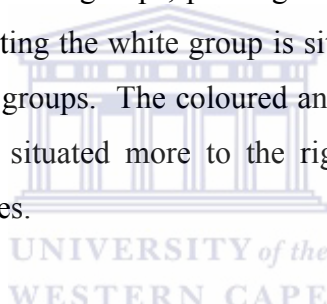 ting the white group is sit
groups. The coloured an
situated more to the rig
es.
UNIVERSITY of the
WESTERN CAPE